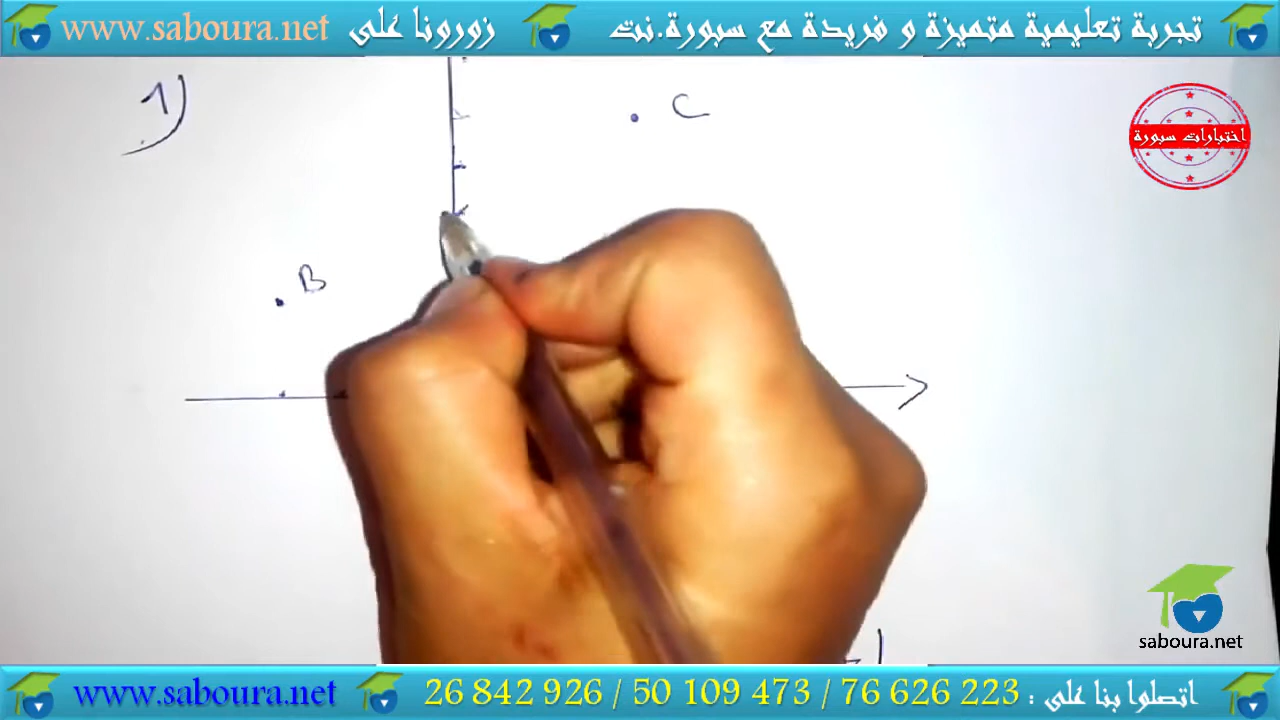 تجربة تعليمية متميزة و فريدة مع سبورة.نت زورونا على www.saboura.net
1)
C
B
اختبارات سبورة
saboura.net
اتصلوا بنا على : 26 842 926 / 50 109 473 / 76 626 223 www.saboura.net